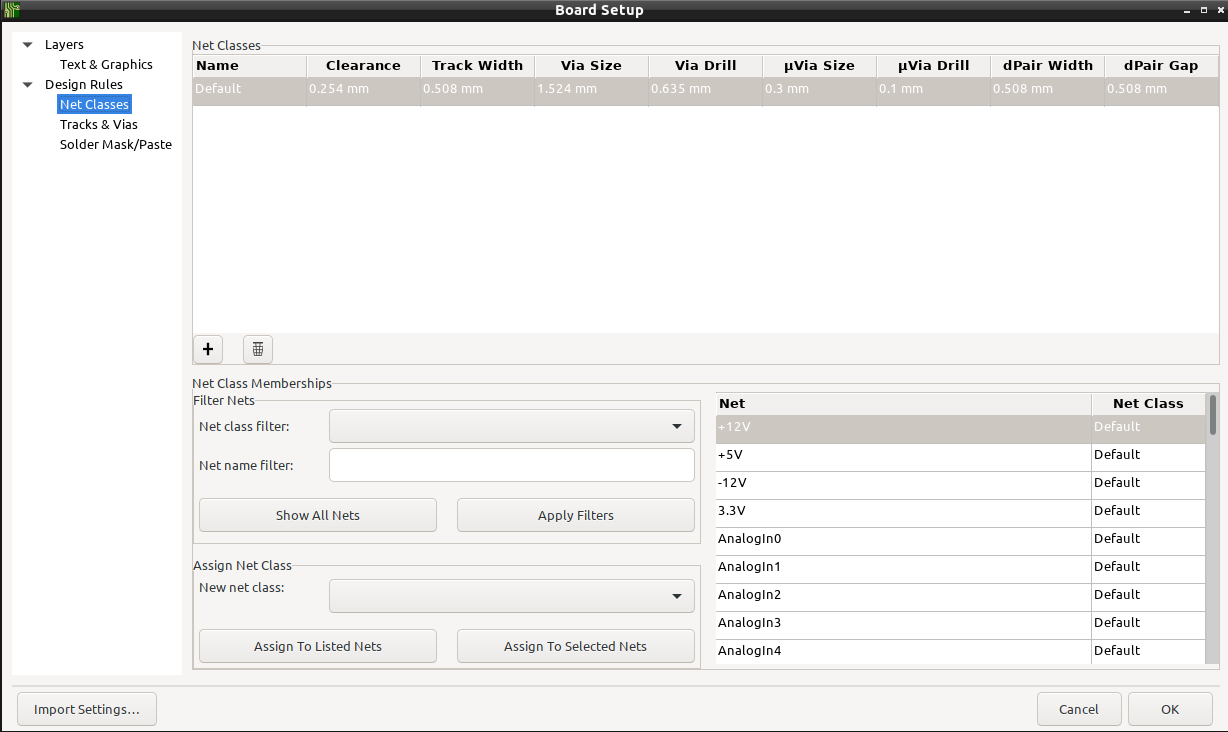 Board Setup
Layers
Text & Graphics
Design Rules
Net Classes
Tracks & Vias
Solder Mask/Paste
Net Classes
Name Clearance Track Width Via Size Via Drill µVia Size µVia Drill dPair Width dPair Gap
Default 0.254 mm 0.508 mm 1.524 mm 0.635 mm 0.3 mm 0.1 mm 0.508 mm 0.508 mm
+
Net Class Memberships
Filter Nets
Net class filter:
Net name filter:
Show All Nets Apply Filters
Assign Net Class
New net class:
Assign To Listed Nets Assign To Selected Nets
Net Net Class
+12V Default
+5V Default
-12V Default
3.3V Default
AnalogIn0 Default
AnalogIn1 Default
AnalogIn2 Default
AnalogIn3 Default
AnalogIn4 Default
Import Settings... Cancel OK